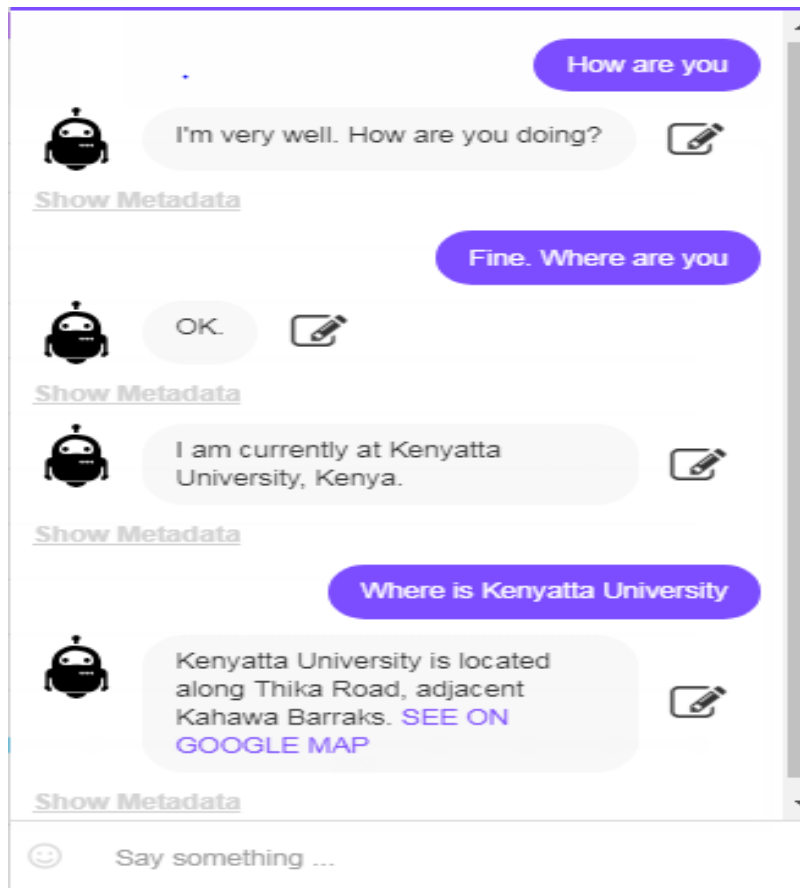 How are you
I'm very well. How are you doing?
Show Metadata
Fine. Where are you
OK.
Show Metadata
I am currently at Kenyatta
University, Kenya.
Show Metadata
Where is Kenyatta University
Kenyatta University is located
along Thika Road, adjacent
Kahawa Barraks. SEE ON
GOOGLE MAP
Show Metadata
Say something ...